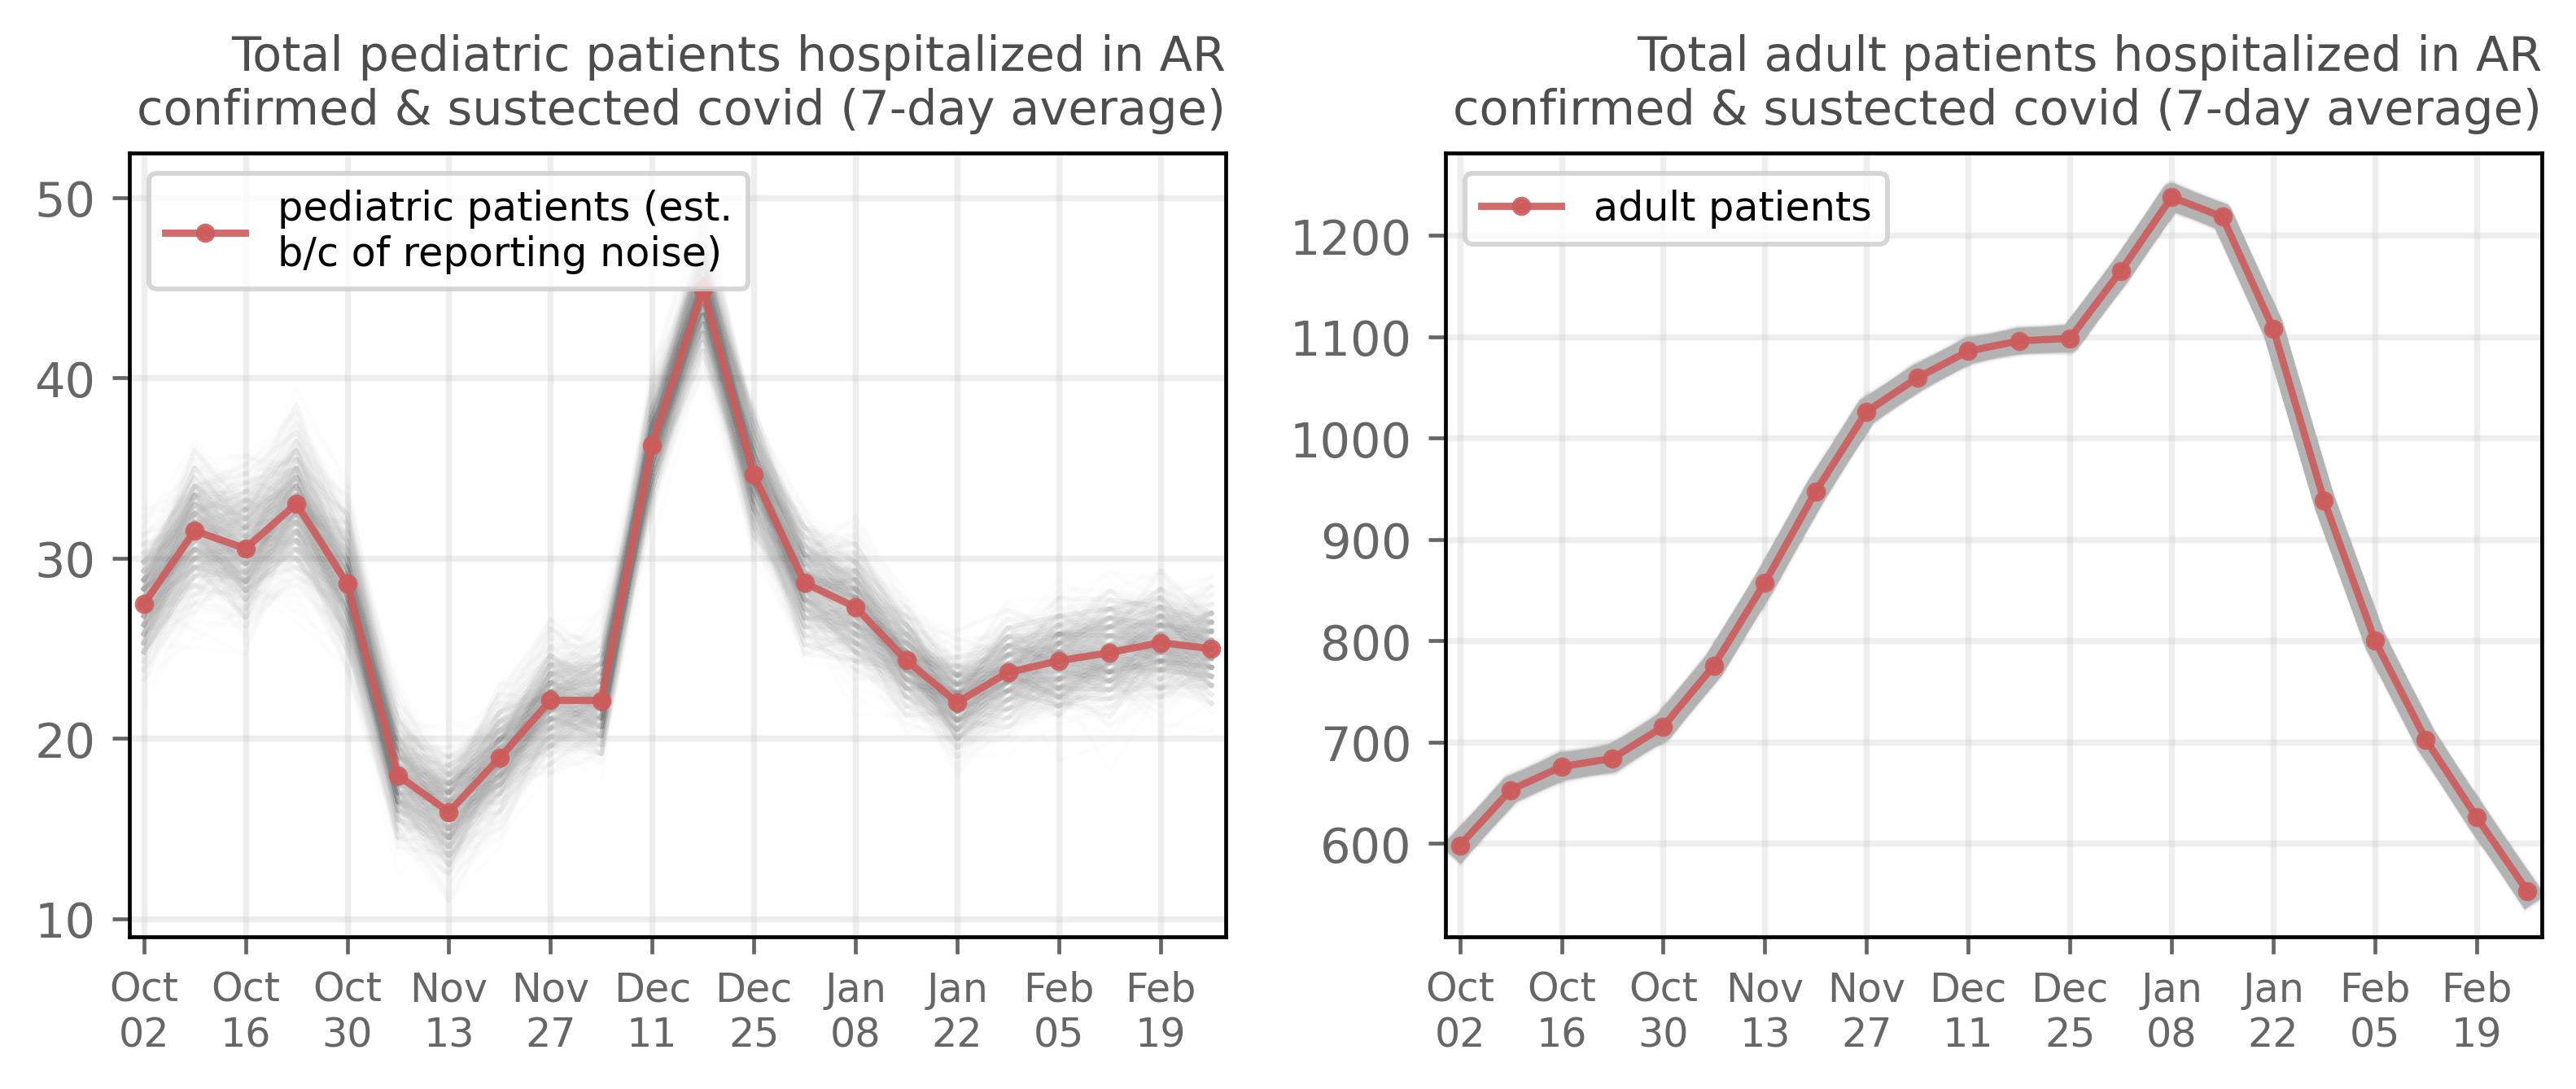 Total pediatric patients hospitalized in AR
confirmed & sustected covid (7-day average)
pediatric patients (est.
b/c of reporting noise)
50
40
30
20
10
Oct Oct Oct Nov Nov Dec Dec Jan Jan Feb Feb
02 16 30 13 27 11 25 08 22 05 19
Total adult patients hospitalized in AR
confirmed & sustected covid (7-day average)
adult patients
1200
1100
1000
900
800
700
600
Oct Oct Oct Nov Nov Dec Dec Jan Jan Feb Feb
02 16 30 13 27 11 25 08 22 05 19